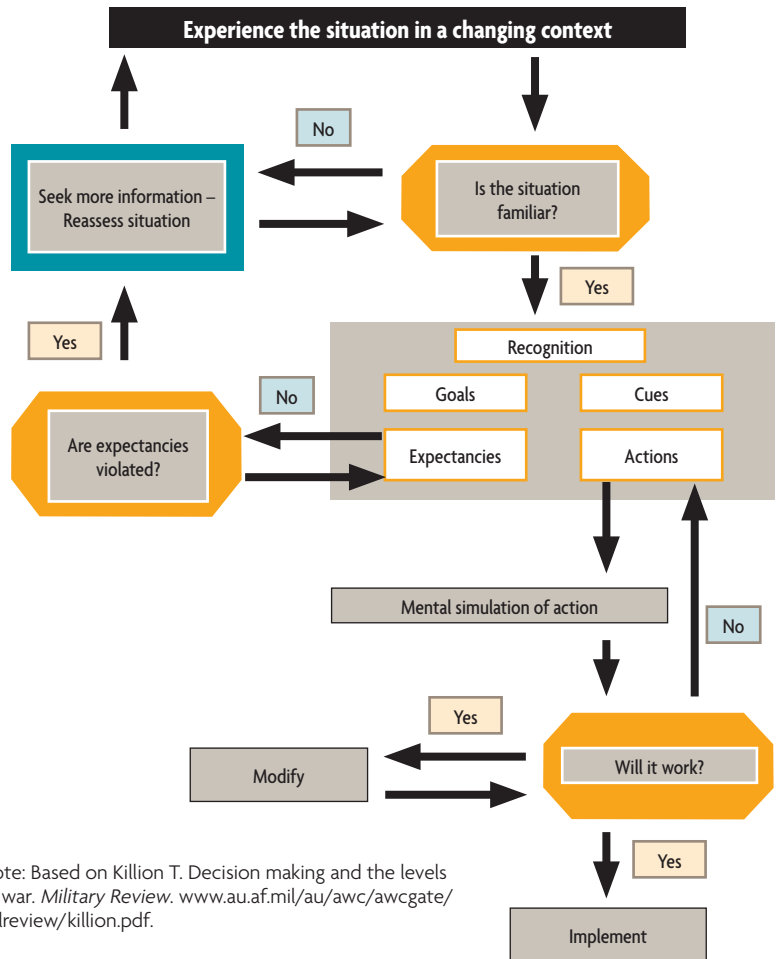 Experience the situation in a changing context
No
Seek more information –
Reassess situation
Is the situation
familiar?
Yes
Yes
Recognition
No
Goals
Cues
Are expectancies
violated?
Expectancies
Actions
Mental simulation of action
No
Yes
Modify
Will it work?
Yes
ote: Based on Killion T. Decision making and the levels
war. Military Review. www.au.af.mil/au/awc/awcgate/
lreview/killion.pdf.
Implement